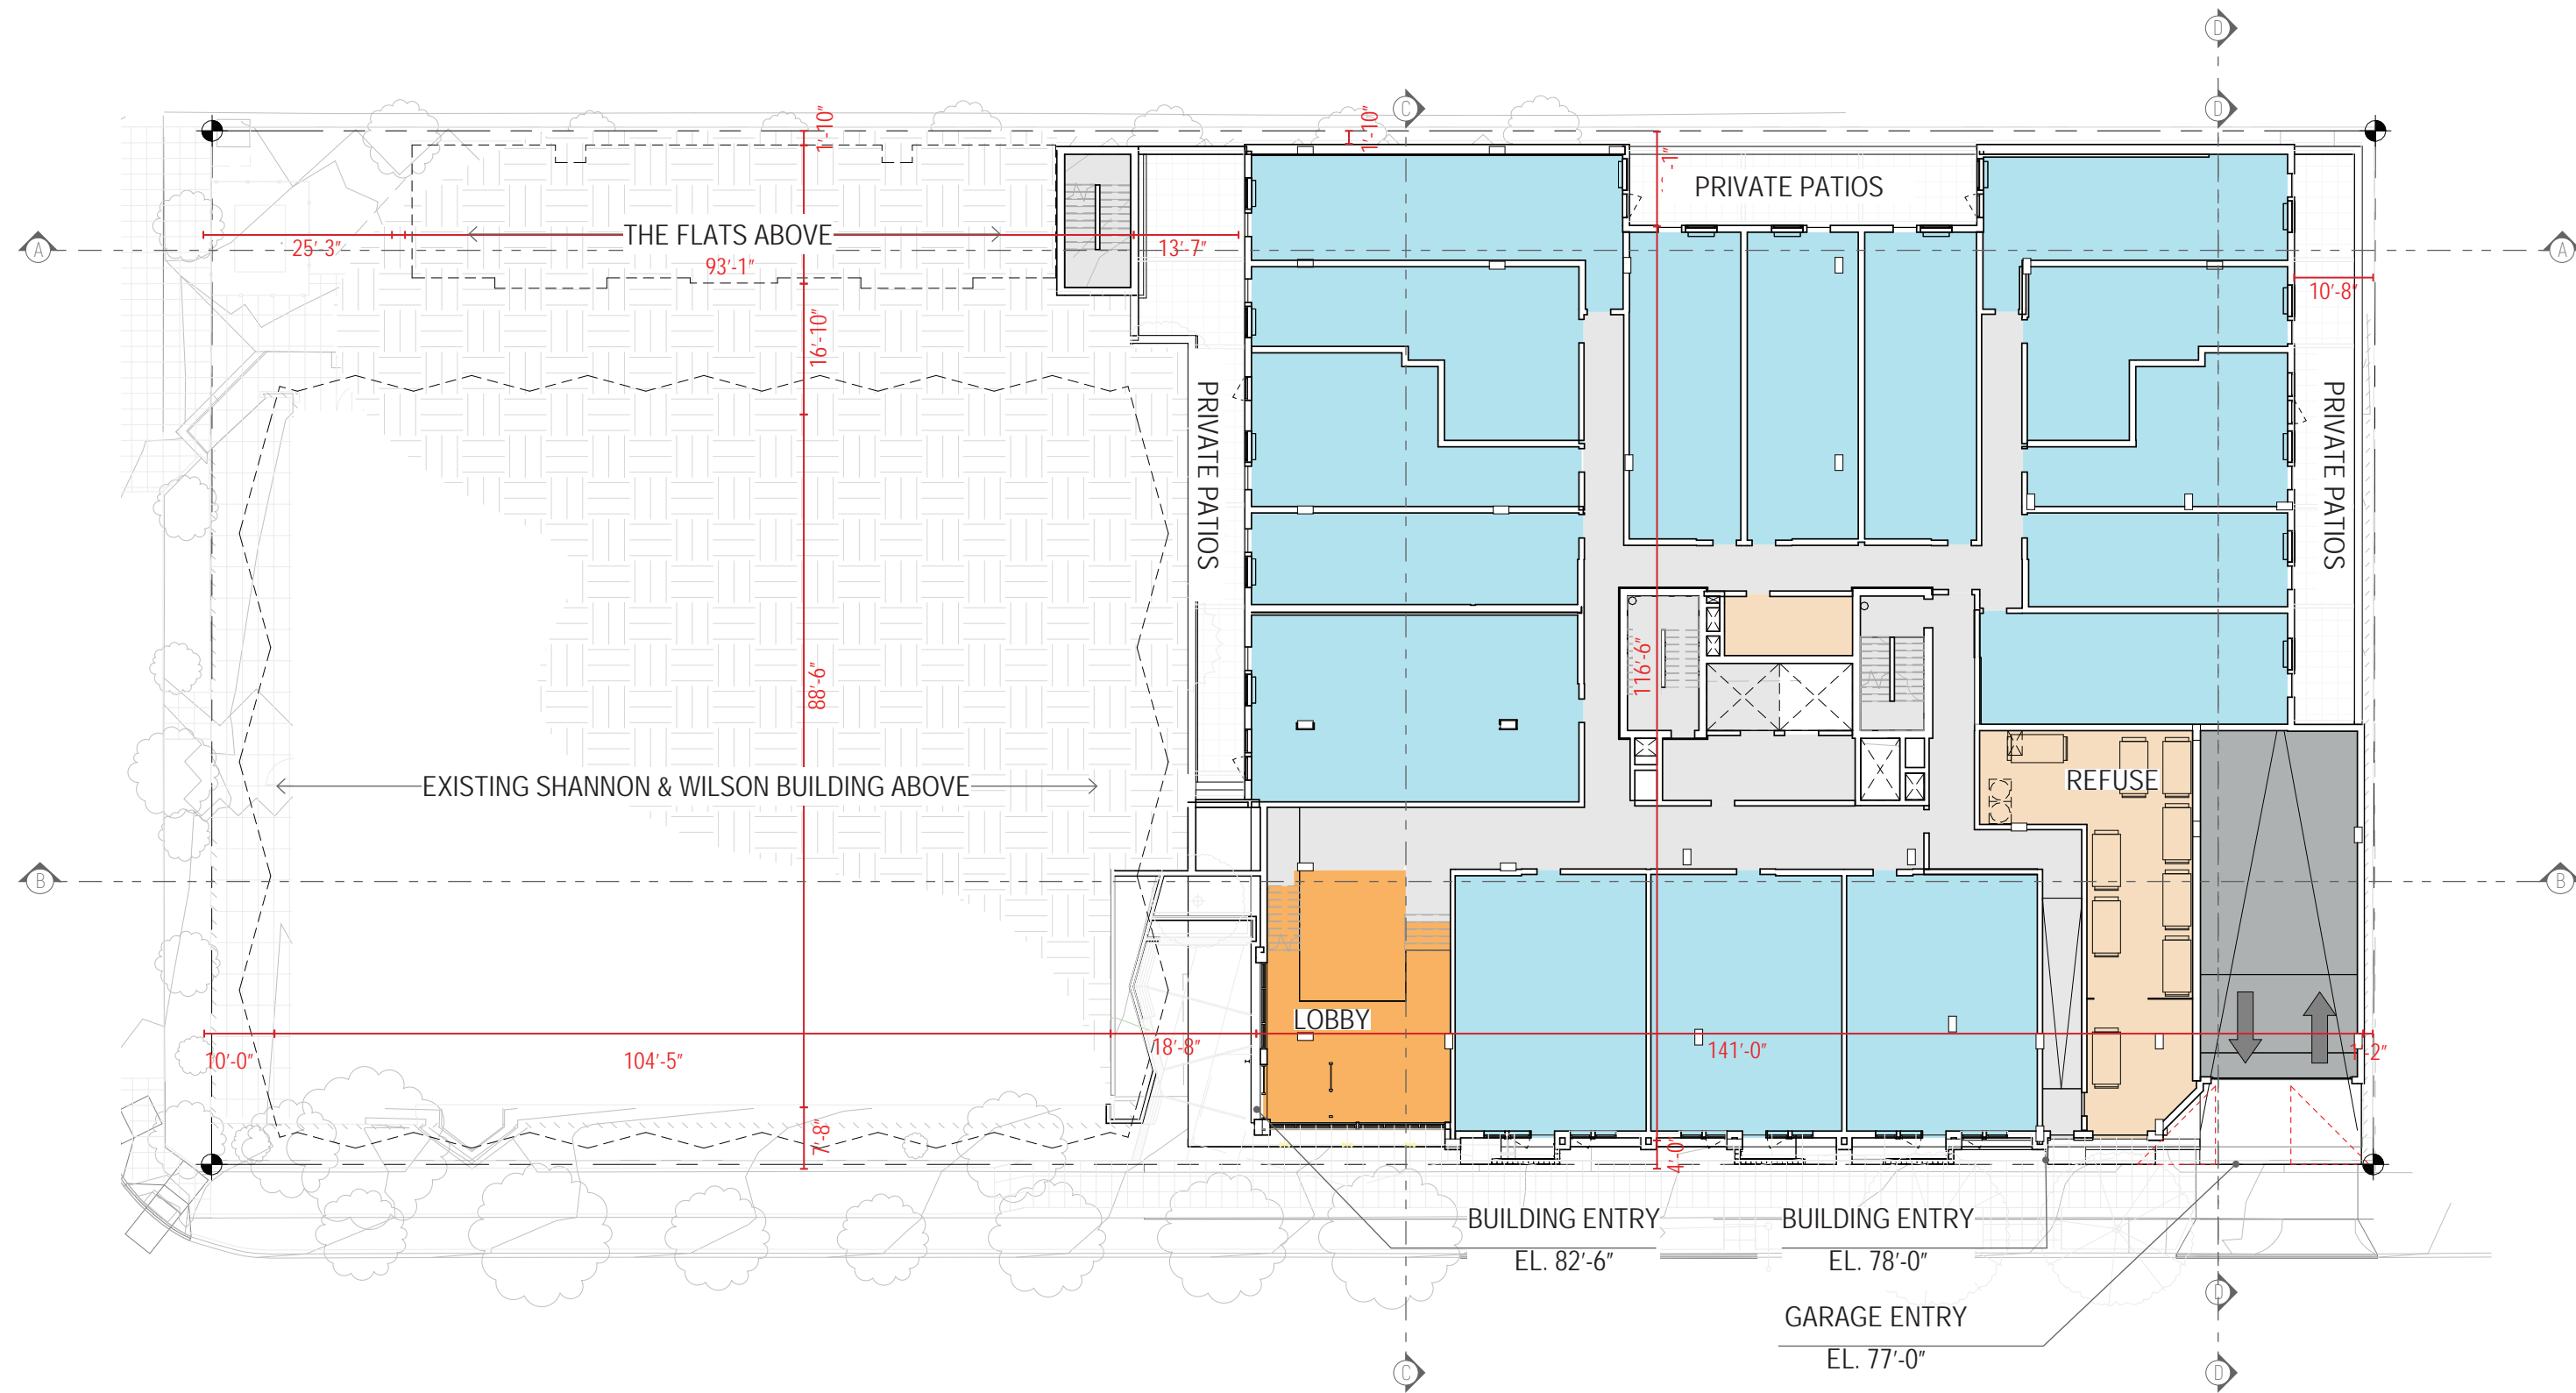 D
C
D
1'-10"
1'-10"
PRIVATE PATIOS
THE FLATS ABOVE
A
25'-3"
93'-1"
13'-7"
A
10'-8"
16'-10"
PRIVATE PATIOS
PRIVATE PATIOS
88'-6"
116'-6"
EXISTING SHANNON & WILSON BUILDING ABOVE
REFUSE
B
B
LOBBY
10'-0"
104'-5"
18'-8"
141'-0"
7'-8"
4'-0"
BUILDING ENTRY
EL. 82'-6"
BUILDING ENTRY
EL. 78'-0"
D
GARAGE ENTRY
EL. 77'-0"
C
D